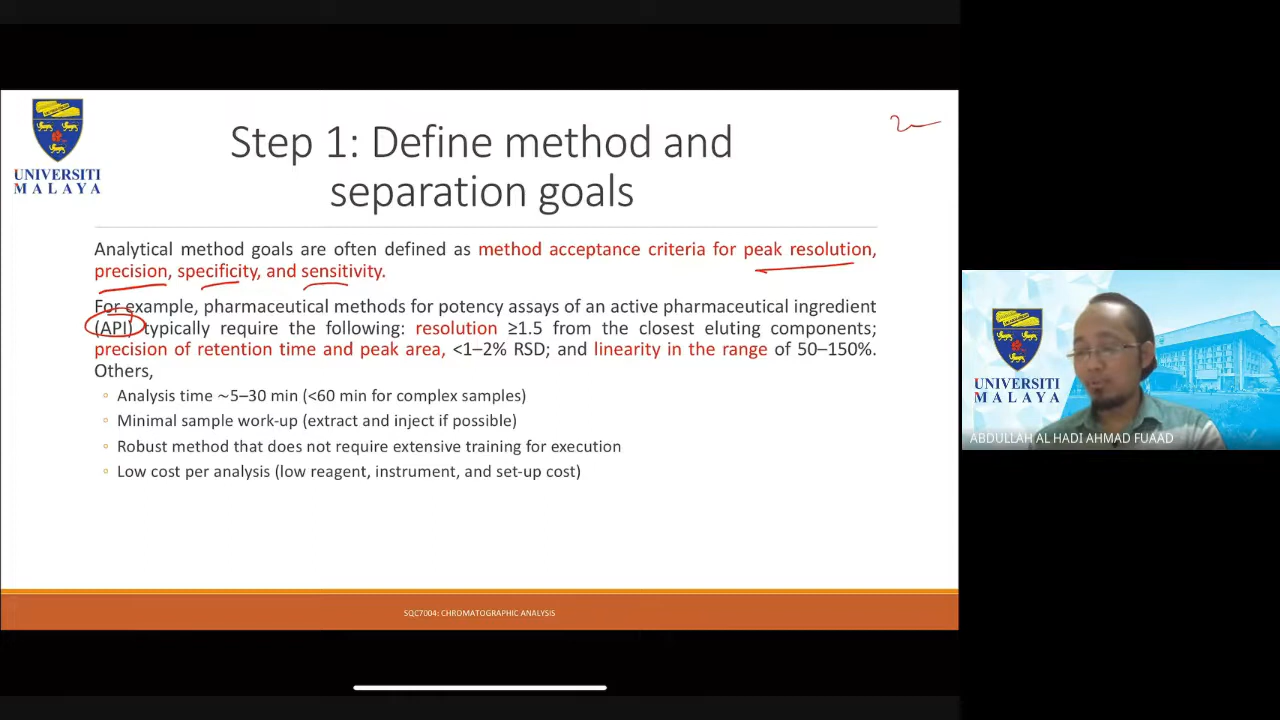 UNIVERSITI
MALAYA
Step 1: Define method and
separation goals
Analytical method goals are often defined as method acceptance criteria for peak resolution,
precision, specificity, and sensitivity.
For example, pharmaceutical methods for potency assays of an active pharmaceutical ingredient
(API) typically require the following: resolution ≥1.5 from the closest eluting components;
precision of retention time and peak area, <1–2% RSD; and linearity in the range of 50–150%.
Others,
◦ Analysis time ~5–30 min (<60 min for complex samples)
◦ Minimal sample work-up (extract and inject if possible)
◦ Robust method that does not require extensive training for execution
◦ Low cost per analysis (low reagent, instrument, and set-up cost)
SQC7004: CHROMATOGRAPHIC ANALYSIS
UNIVERSITI
MALAYA
ABDULLAH AL HADI AHMAD FUAAD